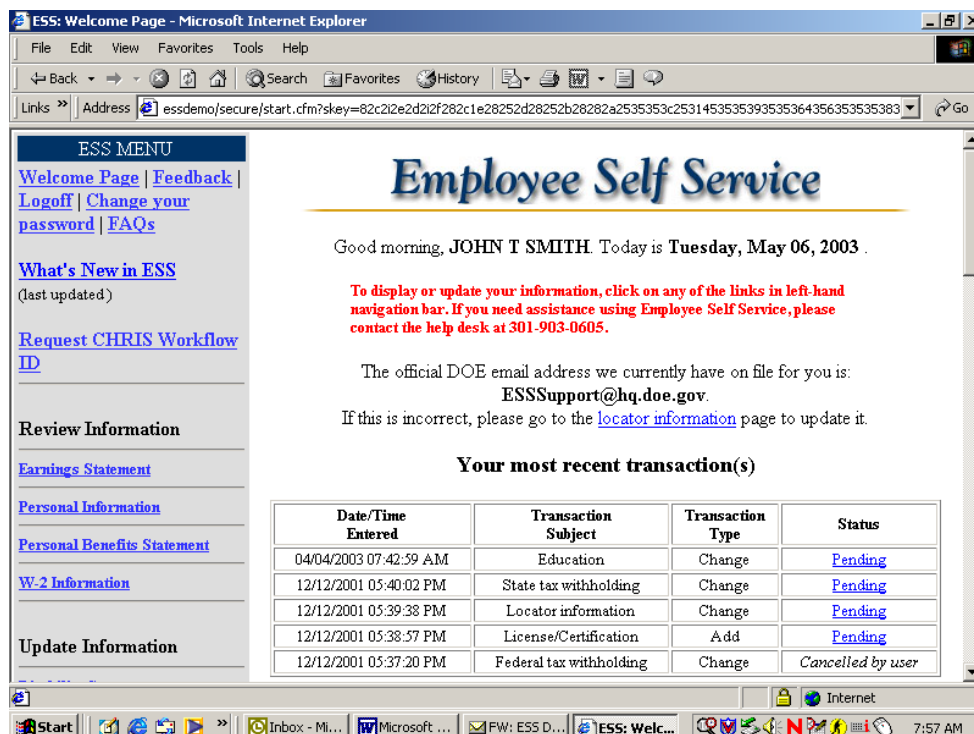 ESS: Welcome Page - Microsoft Internet Explorer
File Edit View Favorites Tools Help
Back Search Favorites History
Links » Address essdemo/secure/start.cfm?skey=82c2i2e2d2i2f282c1e28252d28252b28282a2535353c2531453535393535364356353535383 Go
ESS MENU
Welcome Page | Feedback |
Logoff | Change your
password | FAQs
What's New in ESS
(last updated )
Request CHRIS Workflow
ID
Review Information
Earnings Statement
Personal Information
Personal Benefits Statement
W-2 Information
Update Information
Employee Self Service
Good morning, JOHN T SMITH. Today is Tuesday, May 06, 2003 .
To display or update your information, click on any of the links in left-hand
navigation bar. If you need assistance using Employee Self Service, please
contact the help desk at 301-903-0605.
The official DOE email address we currently have on file for you is:
ESSSupport@hq.doe.gov.
If this is incorrect, please go to the locator information page to update it.
Your most recent transaction(s)
Date/Time Entered Transaction Subject Transaction Type Status
04/04/2003 07:42:59 AM Education Change Pending
12/12/2001 05:40:02 PM State tax withholding Change Pending
12/12/2001 05:39:38 PM Locator information Change Pending
12/12/2001 05:38:57 PM License/Certification Add Pending
12/12/2001 05:37:20 PM Federal tax withholding Change Cancelled by user
Internet
Start » Inbox - Mi... Microsoft ... FW: ESS D... ESS: Welc... 7:57 AM